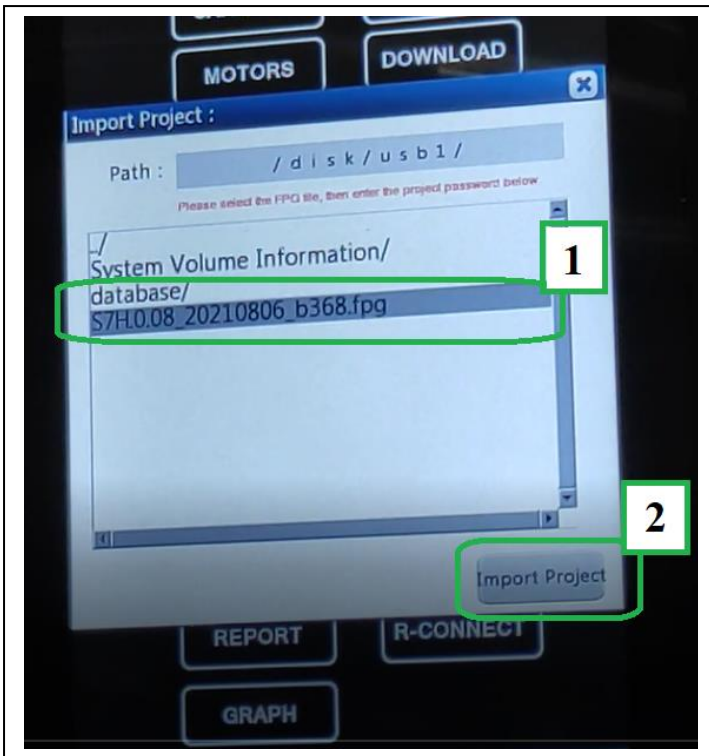 MOTORS
DOWNLOAD
Import Project :
Path :
/disk/usb1/
Please select the FPG file, then enter the project password below
../
System Volume Information/
1
database/
S7H.0.08_20210806_b368.fpg
2
Import Project
REPORT
R-CONNECT
GRAPH